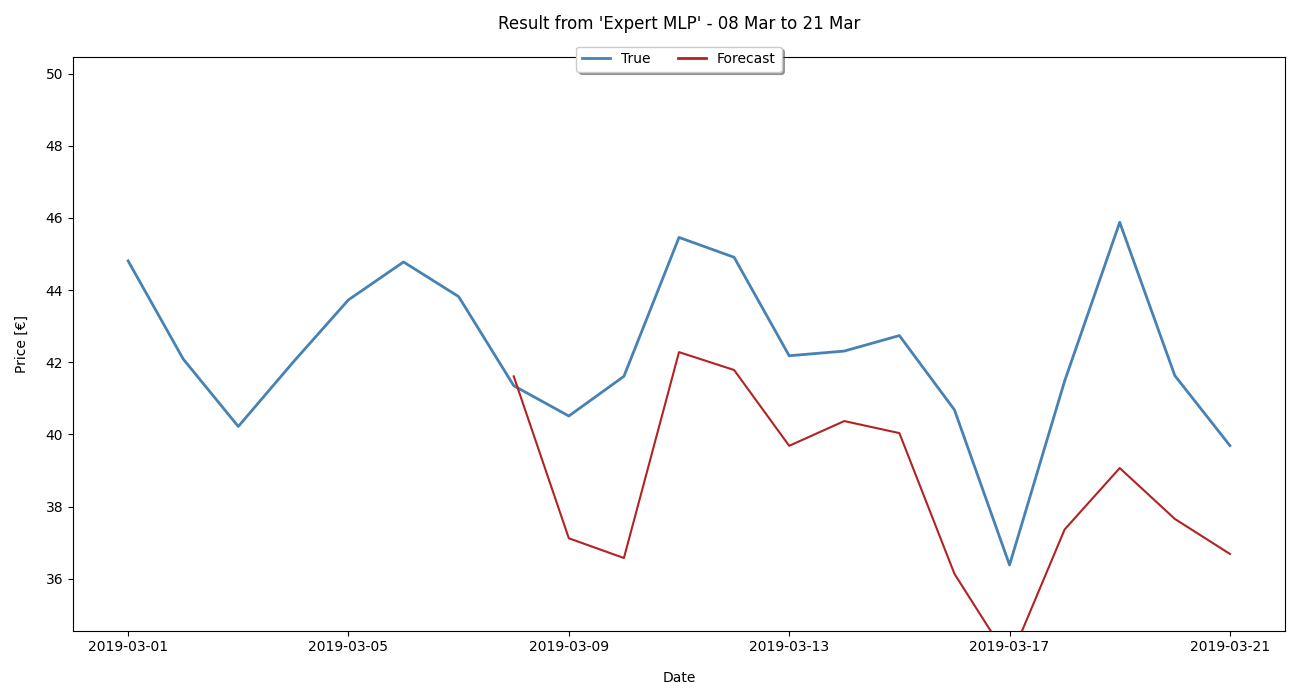 Result from 'Expert MLP' - 08 Mar to 21 Mar
True Forecast
50
48
46
44
42
40
38
36
Price [€]
2019-03-01 2019-03-05 2019-03-09 2019-03-13 2019-03-17 2019-03-21
Date